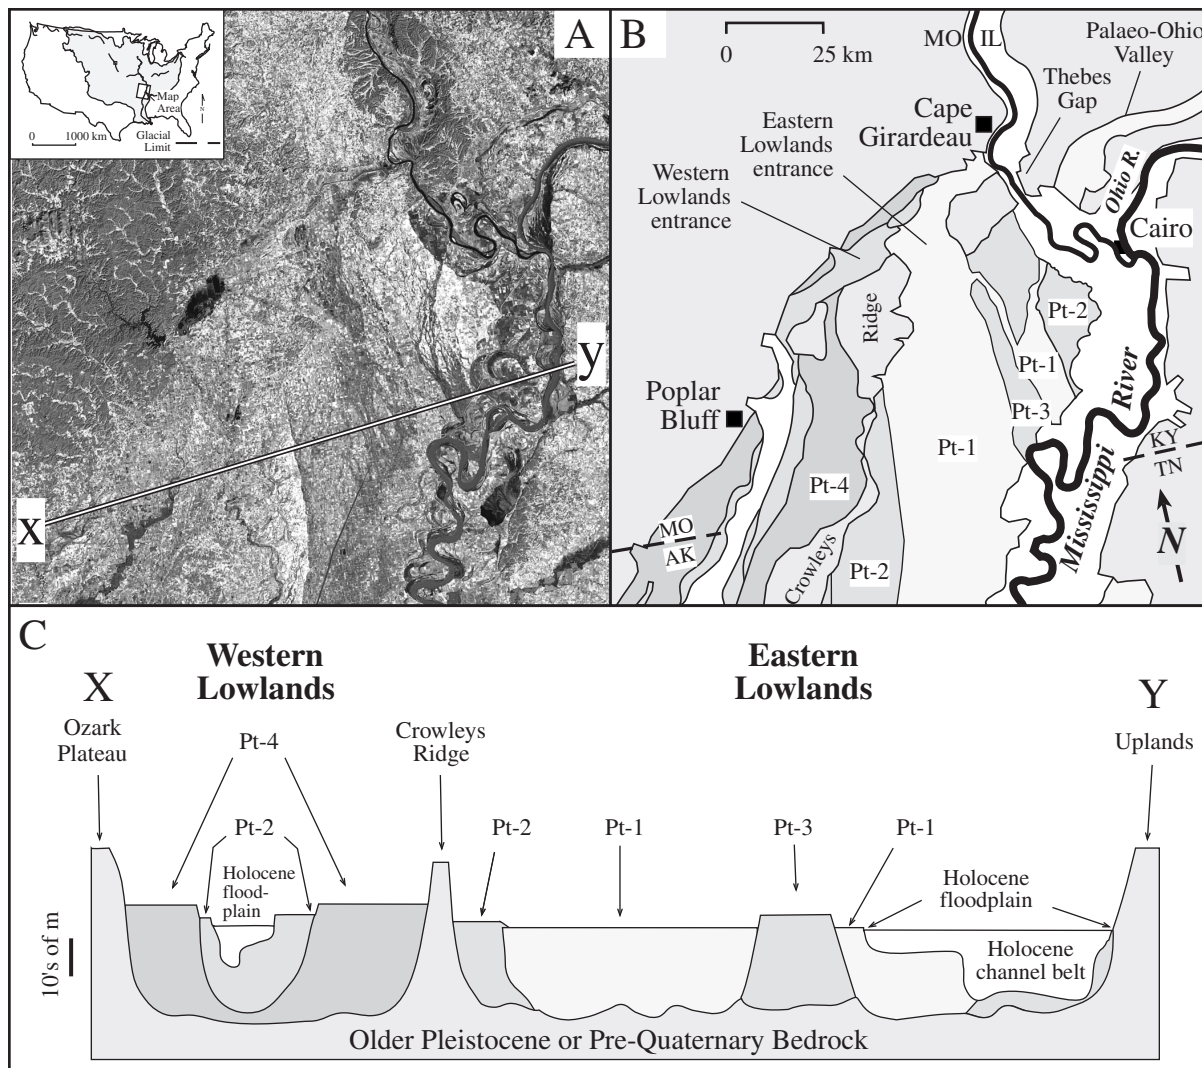 A
Map
Area
N
0 1000 km
Glacial
Limit
x
y
B
0 25 km
MO
IL
Palaeo-Ohio
Valley
Thebes
Gap
Cape
Girardeau
Eastern
Lowlands
entrance
Western
Lowlands
entrance
Ohio R.
Cairo
Ridge
Pt-2
Pt-1
Pt-3
Poplar
Bluff
Pt-1
River
KY
TN
Pt-4
Mississippi
MO
AK
Crowleys
Pt-2
N
C
Western
Lowlands
Eastern
Lowlands
X
Y
Ozark
Plateau
Pt-4
Crowleys
Ridge
Uplands
Pt-2
Pt-2
Pt-1
Pt-3
Pt-1
Holocene
flood-
plain
Holocene
floodplain
Holocene
channel belt
10's of m
Older Pleistocene or Pre-Quaternary Bedrock